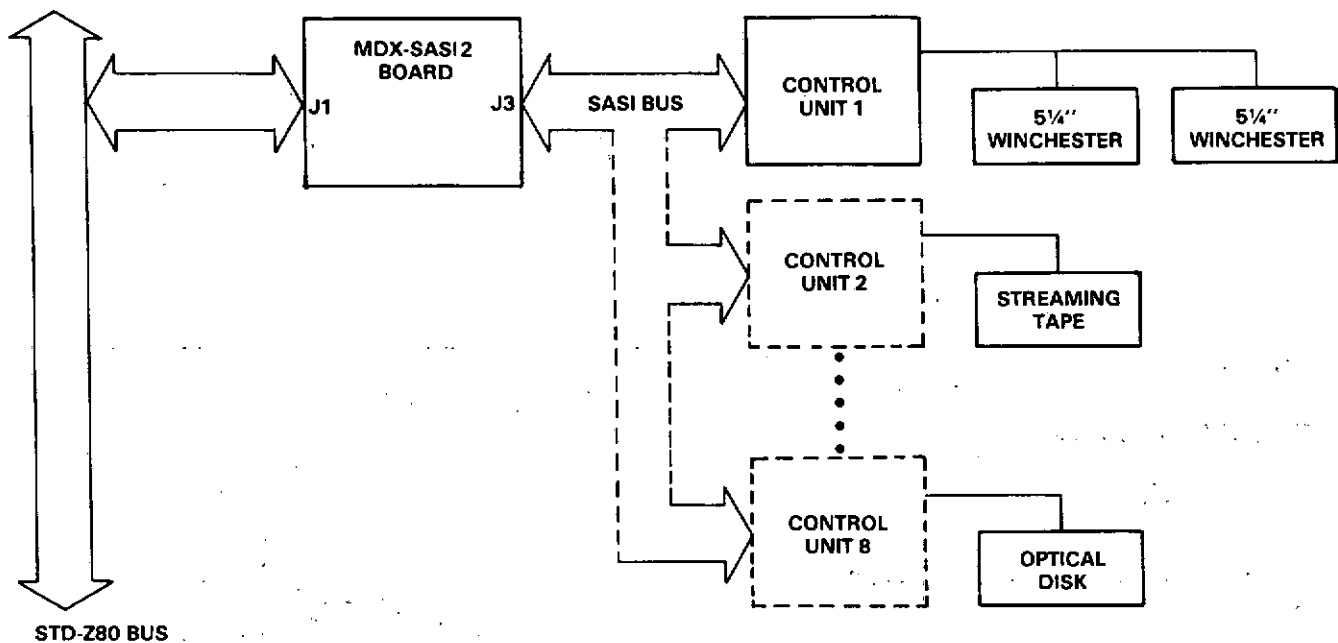 MDX-SASI 2
BOARD
J1
J3
SASI BUS
CONTROL
UNIT 1
5¼"
WINCHESTER
5¼"
WINCHESTER
CONTROL
UNIT 2
STREAMING
TAPE
CONTROL
UNIT 8
OPTICAL
DISK
STD-Z80 BUS